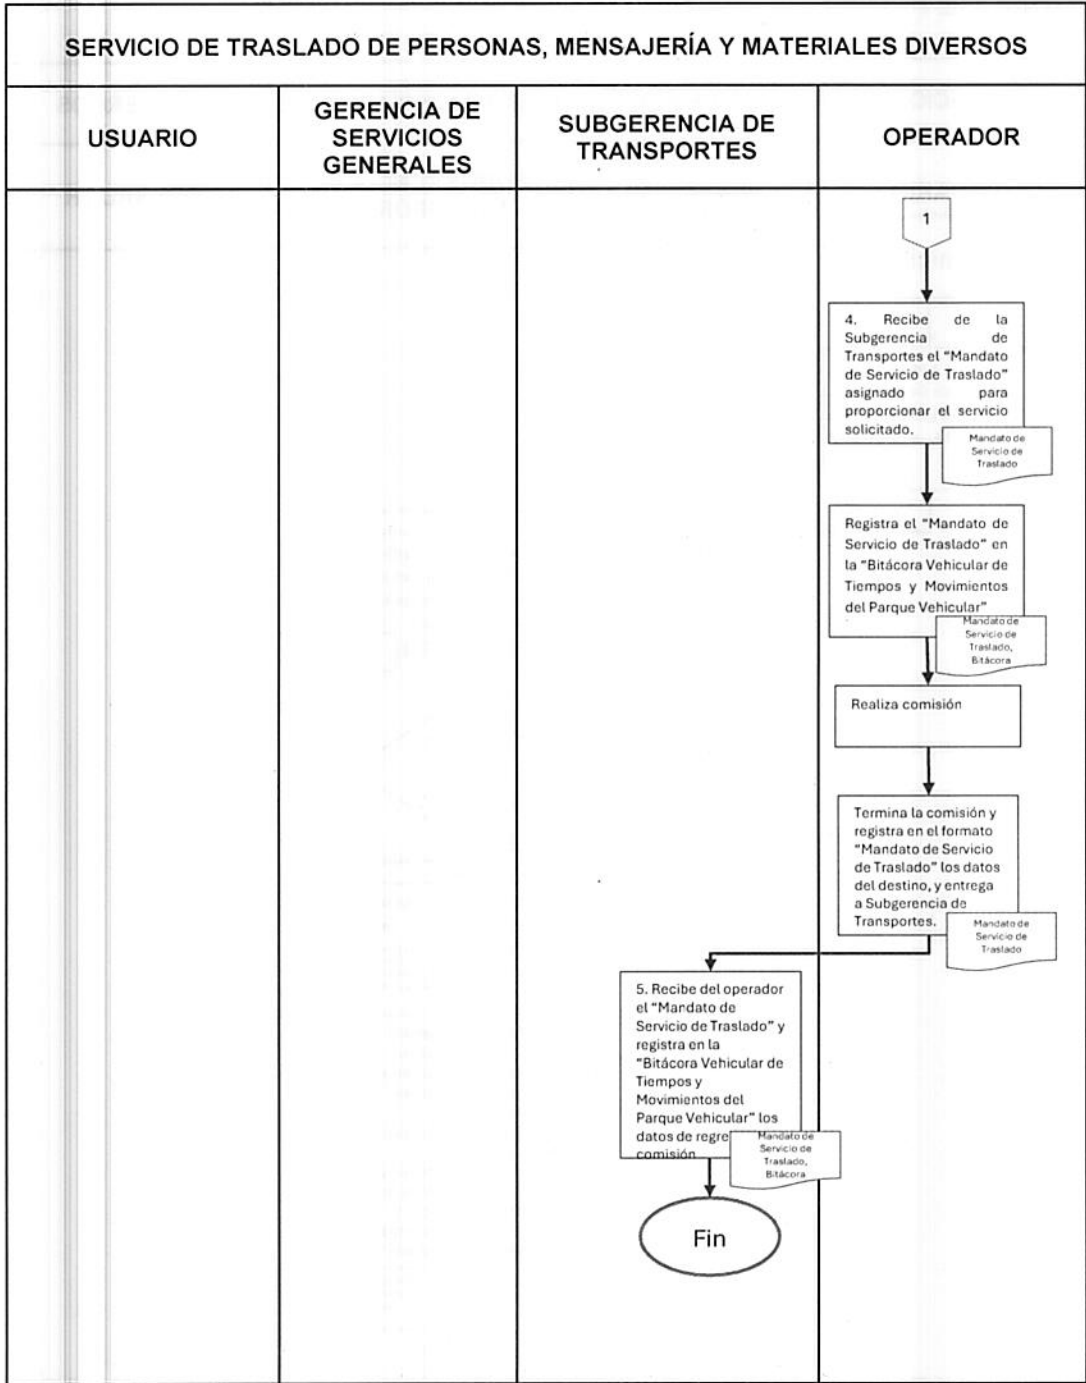 SERVICIO DE TRASLADO DE PERSONAS, MENSAJERÍA Y MATERIALES DIVERSOS
USUARIO
GERENCIA DE
SERVICIOS
GENERALES
SUBGERENCIA DE
TRANSPORTES
OPERADOR
1
4. Recibe de la
Subgerencia de
Transportes el “Mandato
de Servicio de Traslado”
asignado para
proporcionar el servicio
solicitado.
Mandato de
Servicio de
Traslado
Registra el “Mandato de
Servicio de Traslado” en
la “Bitácora Vehicular de
Tiempos y Movimientos
del Parque Vehicular”
Mandato de
Servicio de
Traslado,
Bitácora
Realiza comisión
Termina la comisión y
registra en el formato
“Mandato de Servicio
de Traslado” los datos
del destino, y entrega
a Subgerencia de
Transportes.
Mandato de
Servicio de
Traslado
5. Recibe del operador
el “Mandato de
Servicio de Traslado” y
registra en la
“Bitácora Vehicular de
Tiempos y
Movimientos del
Parque Vehicular” los
datos de regre
comisión
Mandato de
Servicio de
Traslado,
Bitácora
Fin